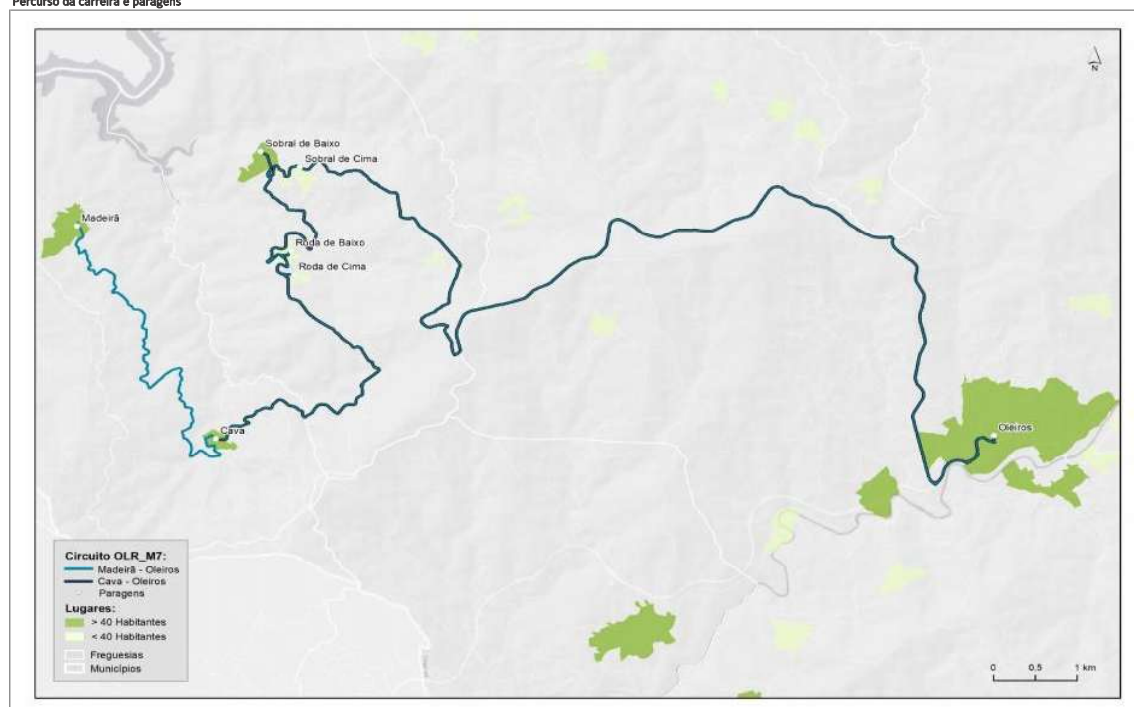 Percurso da carreira e paragens
N
Sobral de Baixo
Sobral de Cima
Madeirã
Roda de Baixo
Roda de Cima
Cava
Oleiros
Circuito OLR_M7:
Madeirã - Oleiros
Cava - Oleiros
Paragens
Lugares:
> 40 Habitantes
< 40 Habitantes
Freguesias
Municípios
0 0,5 1 km